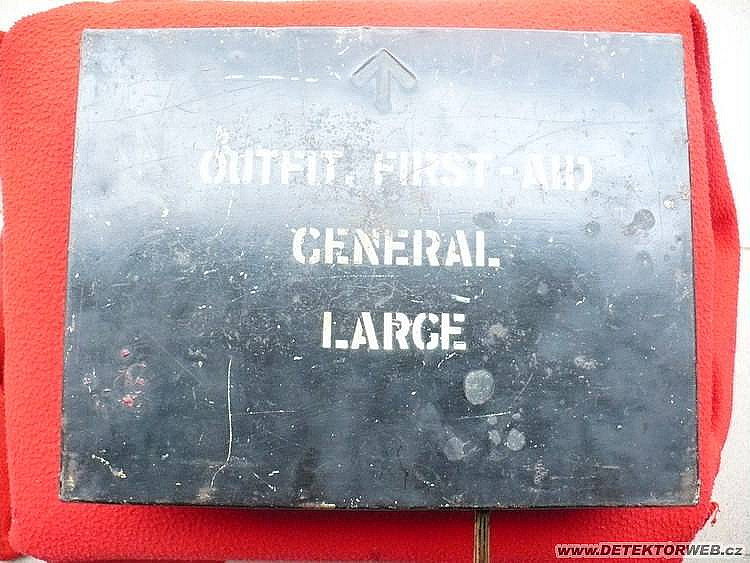 OUTFIT. FIRST-AID
GENERAL
LARGE
www.DETEKTORWEB.cz